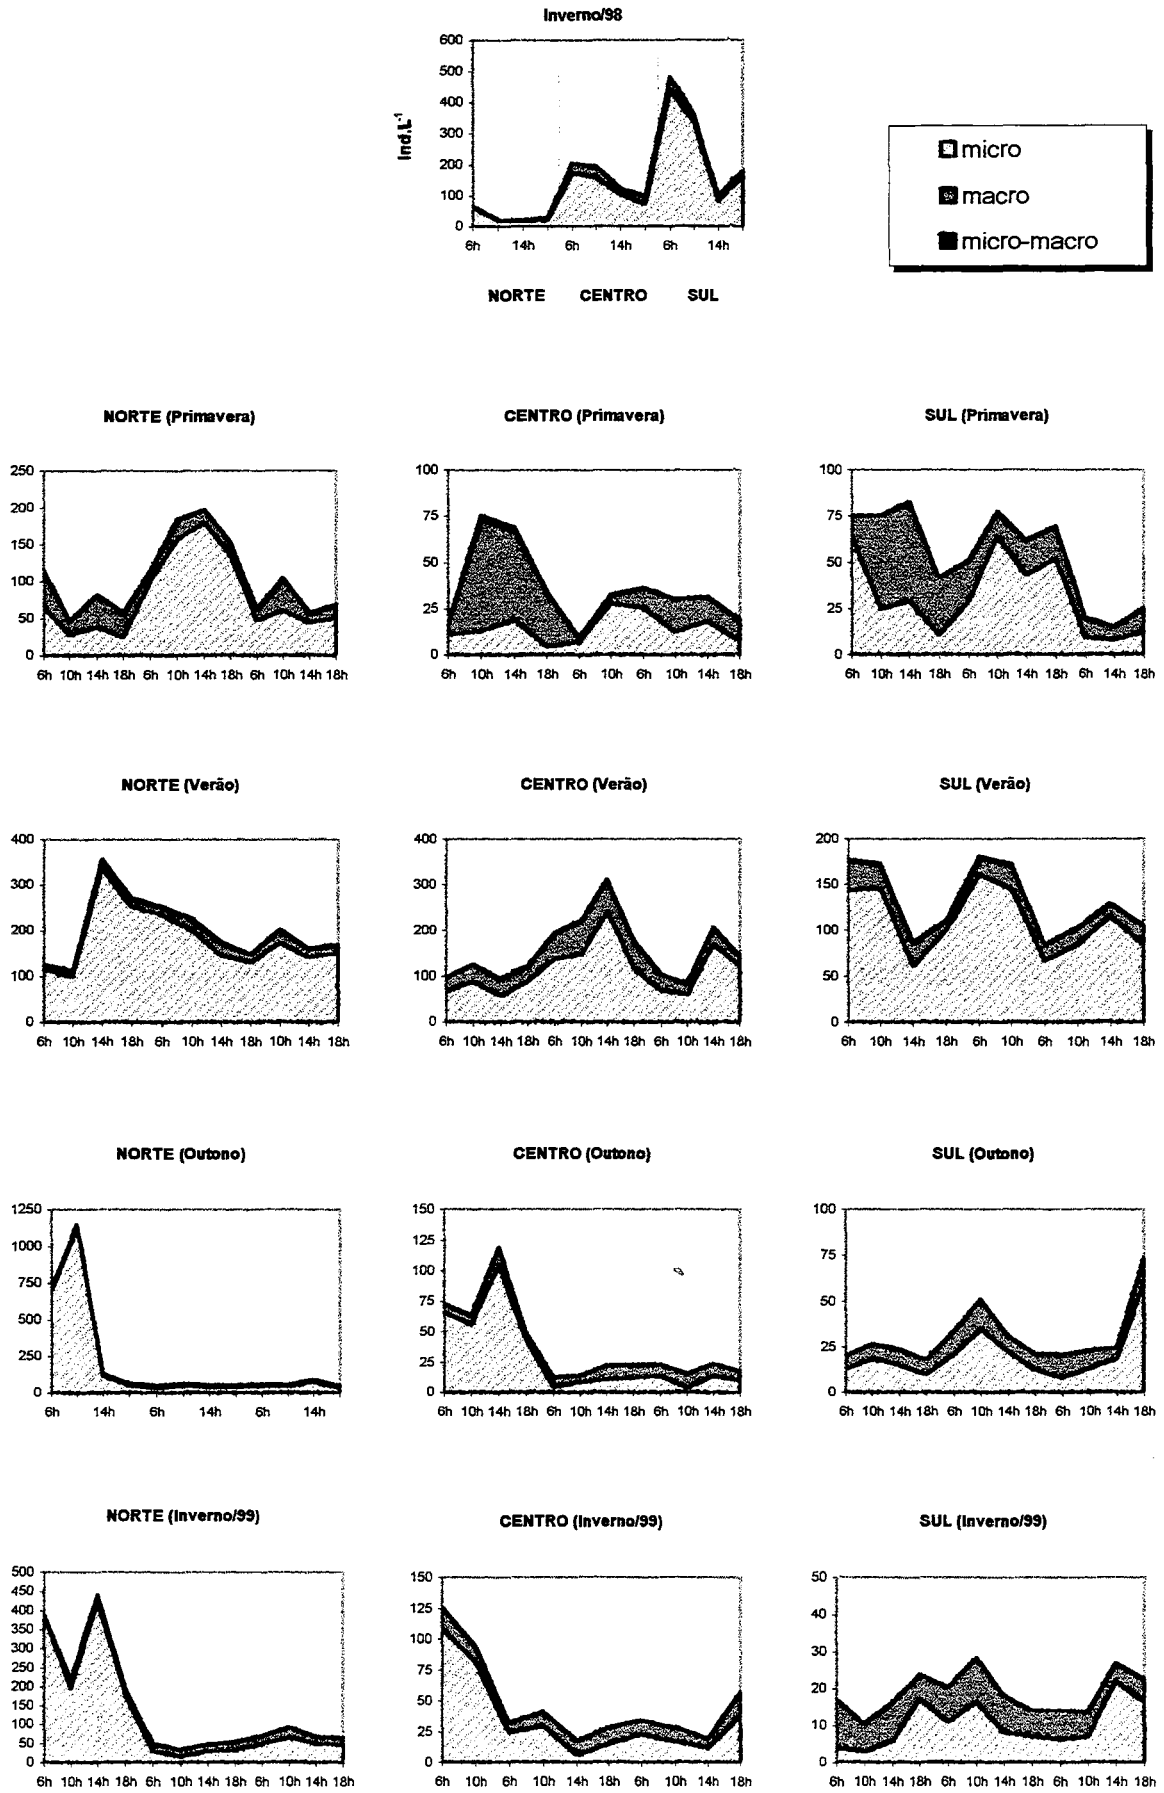 Inverno/98
600
500
400
300
200
100
0
Ind.L⁻¹
6h 14h 6h 14h 6h 14h
NORTE CENTRO SUL
micro
macro
micro-macro
NORTE (Primavera)
250
200
150
100
50
0
6h 10h 14h 18h 6h 10h 14h 18h 6h 10h 14h 18h
CENTRO (Primavera)
100
75
50
25
0
6h 10h 14h 18h 6h 10h 14h 18h 10h 18h
SUL (Primavera)
100
75
50
25
0
6h 10h 14h 18h 6h 10h 14h 18h 6h 14h 18h
NORTE (Verão)
400
300
200
100
0
6h 10h 14h 18h 6h 10h 14h 18h 10h 14h 18h
CENTRO (Verão)
400
300
200
100
0
6h 10h 14h 18h 6h 10h 14h 18h 6h 10h 14h 18h
SUL (Verão)
200
150
100
50
0
6h 10h 14h 18h 6h 10h 6h 10h 14h 18h
NORTE (Outono)
1250
1000
750
500
250
0
6h 14h 6h 14h 6h 14h
CENTRO (Outono)
150
125
100
75
50
25
0
6h 10h 14h 18h 6h 10h 14h 18h 6h 10h 14h 18h
SUL (Outono)
100
75
50
25
0
6h 10h 14h 18h 6h 10h 14h 18h 6h 10h 14h 18h
NORTE (Inverno/99)
500
450
400
350
300
250
200
150
100
50
0
6h 10h 14h 18h 6h 10h 14h 18h 6h 10h 14h 18h
CENTRO (Inverno/99)
150
125
100
75
50
25
0
6h 10h 6h 10h 14h 18h 6h 10h 14h 18h
SUL (Inverno/99)
50
40
30
20
10
0
6h 10h 14h 18h 6h 10h 14h 18h 6h 10h 14h 18h